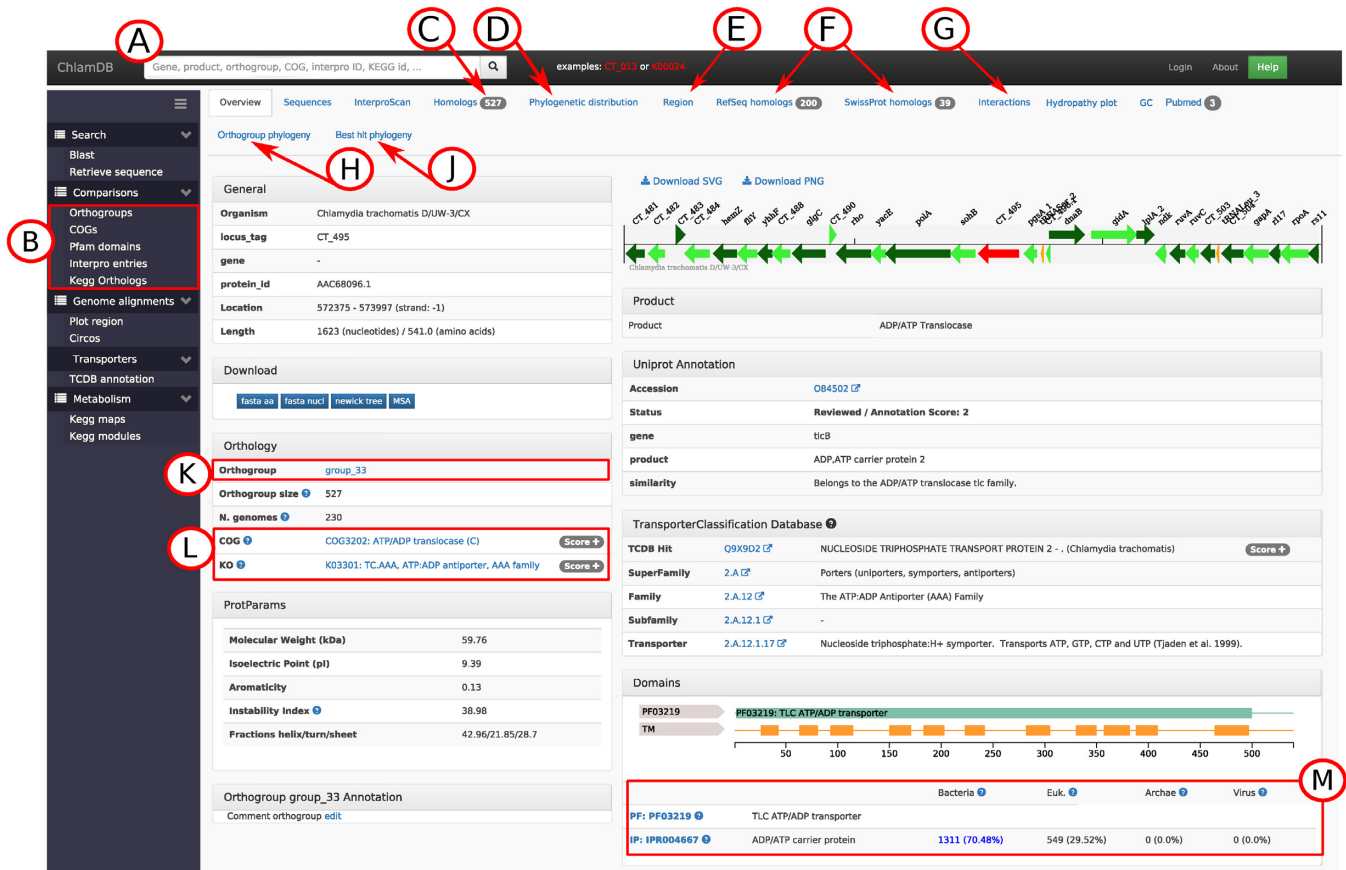 A
C
D
E
F
G
ChlamDB
Gene, product, orthogroup, COG, interpro ID, KEGG id, ...
examples: CT_013 or K00024
Login
About
Help
Overview
Sequences
InterproScan
Homologs 527
Phylogenetic distribution
Region
RefSeq homologs 200
SwissProt homologs 39
Interactions
Hydropathy plot
GC
Pubmed 3
Orthogroup phylogeny
Best hit phylogeny
H
J
Search
Blast
Retrieve sequence
Comparisons
B
Orthogroups
COGs
Pfam domains
Interpro entries
Kegg Orthologs
Genome alignments
Plot region
Circos
Transporters
TCDB annotation
Metabolism
Kegg maps
Kegg modules
General
Organism Chlamydia trachomatis D/UW-3/CX
locus_tag CT_495
gene -
protein_id AAC68096.1
Location 572375 - 573997 (strand: -1)
Length 1623 (nucleotides) / 541.0 (amino acids)
Download
fasta aa
fasta nucl
newick tree
MSA
Orthology
K
Orthogroup group_33
Orthogroup size ? 527
N. genomes ? 230
L
COG ? COG3202: ATP/ADP translocase (C) Score +
KO ? K03301: TC.AAA, ATP:ADP antiporter, AAA family Score +
ProtParams
Molecular Weight (kDa) 59.76
Isoelectric Point (pI) 9.39
Aromaticity 0.13
Instability Index ? 38.98
Fractions helix/turn/sheet 42.96/21.85/28.7
Orthogroup group_33 Annotation
Comment orthogroup edit
Download SVG
Download PNG
CT_481
CT_482
CT_483
CT_484
hemZ
fliY
yhhF
CT_488
glgC
CT_490
rho
yacE
polA
sohB
CT_495
pgsA_1
dnaB
gidA
lplA_2
ndk
ruvA
ruvC
CT_503
gapA
rl17
rpoA
rs11
Chlamydia trachomatis D/UW-3/CX
Product
Product ADP/ATP Translocase
Uniprot Annotation
Accession O84502
Status Reviewed / Annotation Score: 2
gene tlcB
product ADP,ATP carrier protein 2
similarity Belongs to the ADP/ATP translocase tlc family.
TransporterClassification Database ?
TCDB Hit Q9X9D2 NUCLEOSIDE TRIPHOSPHATE TRANSPORT PROTEIN 2 - . (Chlamydia trachomatis) Score +
SuperFamily 2.A Porters (uniporters, symporters, antiporters)
Family 2.A.12 The ATP:ADP Antiporter (AAA) Family
Subfamily 2.A.12.1 -
Transporter 2.A.12.1.17 Nucleoside triphosphate:H+ symporter. Transports ATP, GTP, CTP and UTP (Tjaden et al. 1999).
Domains
PF03219 PF03219: TLC ATP/ADP transporter
TM
50 100 150 200 250 300 350 400 450 500
M
Bacteria ? Euk. ? Archae ? Virus ?
PF: PF03219 ? TLC ATP/ADP transporter
IP: IPR004667 ? ADP/ATP carrier protein 1311 (70.48%) 549 (29.52%) 0 (0.0%) 0 (0.0%)